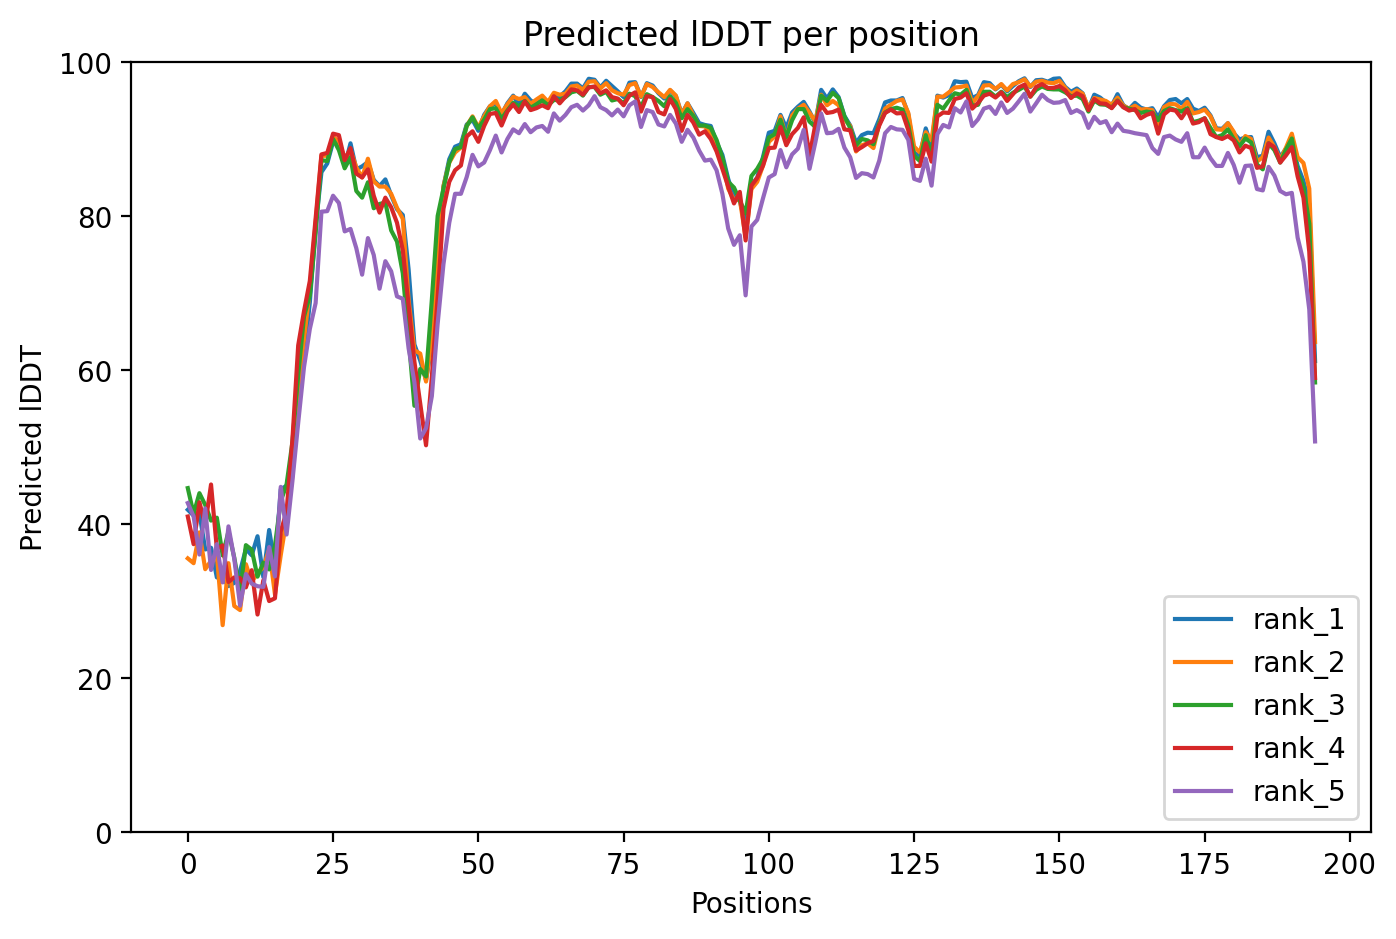 Predicted lDDT per position
100
80
60
40
20
0
Predicted lDDT
0 25 50 75 100 125 150 175 200
Positions
rank_1
rank_2
rank_3
rank_4
rank_5